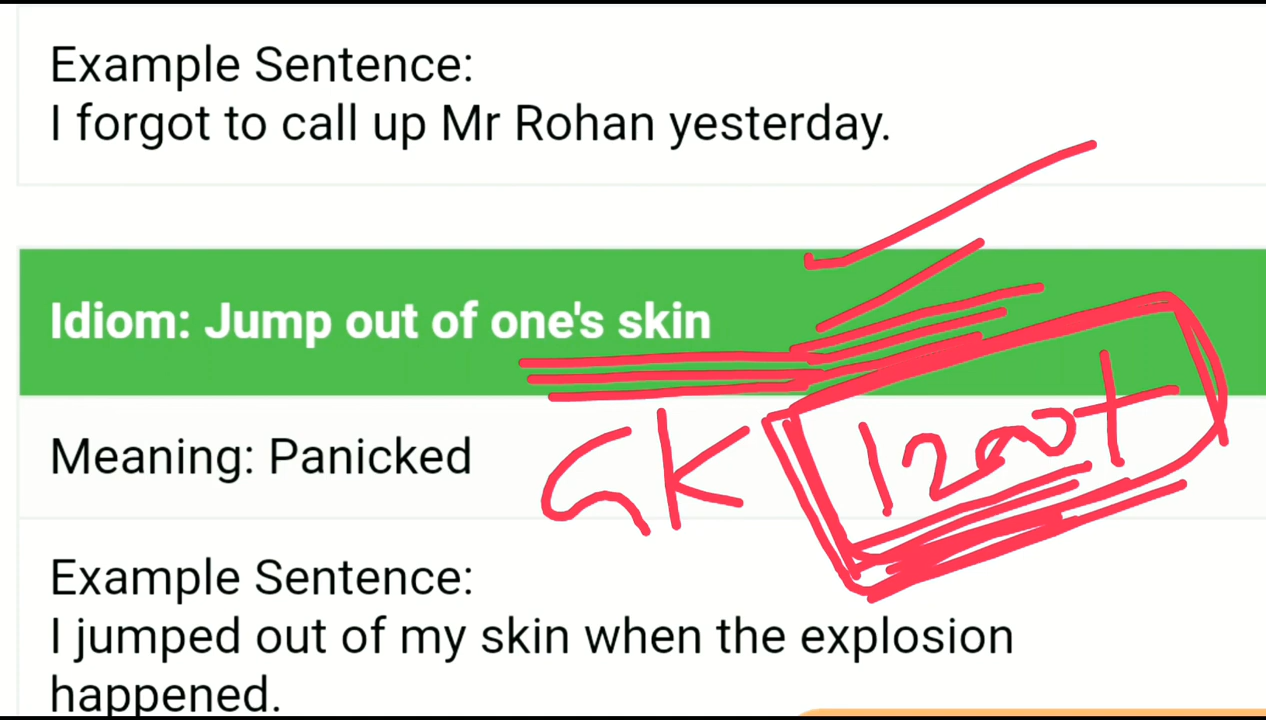 Example Sentence:
I forgot to call up Mr Rohan yesterday.
Idiom: Jump out of one's skin
Meaning: Panicked
GK 1200+
Example Sentence:
I jumped out of my skin when the explosion
happened.